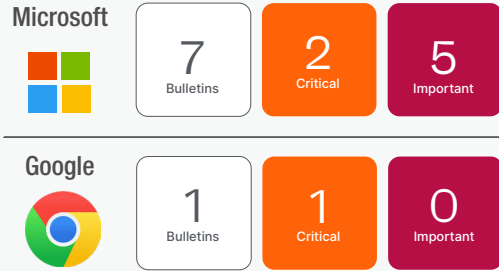 Microsoft
7 2 5
Bulletins Critical Important
Google
1 1 0
Bulletins Critical Important